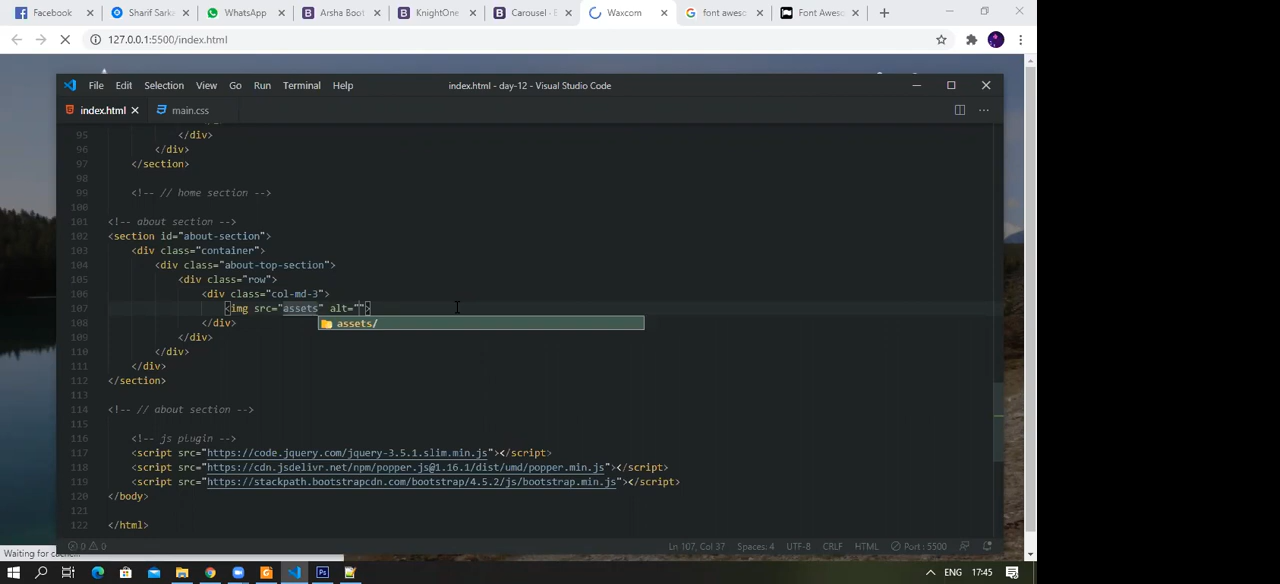 Facebook
Sharif Sarka
WhatsApp
Arsha Boot
KnightOne
Carousel - B
Waxcom
font aweso
Font Aweso
127.0.0.1:5500/index.html
File Edit Selection View Go Run Terminal Help
index.html - day-12 - Visual Studio Code
index.html
main.css
95 </div>
96 </div>
97 </section>
98
99 <!-- // home section -->
100
101 <!-- about section -->
102 <section id="about-section">
103 <div class="container">
104 <div class="about-top-section">
105 <div class="row">
106 <div class="col-md-3">
107 <img src="assets" alt="">
assets/
108 </div>
109 </div>
110 </div>
111 </div>
112 </section>
113
114 <!-- // about section -->
115
116 <!-- js plugin -->
117 <script src="https://code.jquery.com/jquery-3.5.1.slim.min.js"></script>
118 <script src="https://cdn.jsdelivr.net/npm/popper.js@1.16.1/dist/umd/popper.min.js"></script>
119 <script src="https://stackpath.bootstrapcdn.com/bootstrap/4.5.2/js/bootstrap.min.js"></script>
120 </body>
121
122 </html>
0 0
Ln 107, Col 37 Spaces: 4 UTF-8 CRLF HTML Port : 5500
Waiting for cache...
ENG 17:45